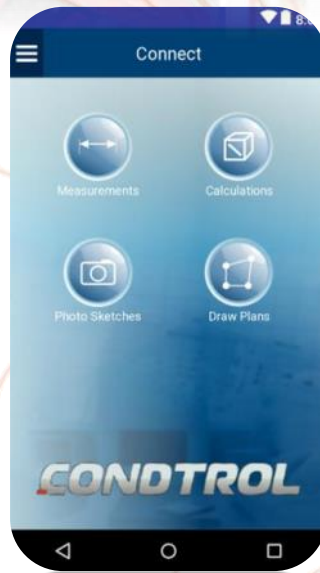 Connect
Measurements
Calculations
Photo Sketches
Draw Plans
CONDTROL